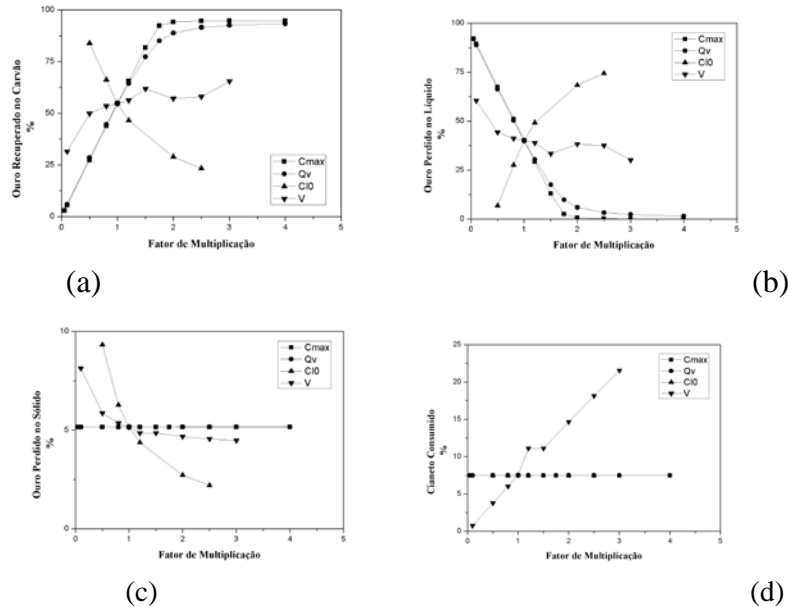 100
75
50
25
0
Ouro Recuperado no Carvão
%
Cmax
Qv
Cl0
V
0 1 2 3 4 5
Fator de Multiplicação
(a)
100
75
50
25
0
Ouro Perdido no Líquido
%
Cmax
Qv
Cl0
V
0 1 2 3 4 5
Fator de Multiplicação
(b)
10
5
0
Ouro Perdido no Sólido
%
Cmax
Qv
Cl0
V
0 1 2 3 4 5
Fator de Multiplicação
(c)
25
20
15
10
5
0
Cianeto Consumido
%
Cmax
Qv
Cl0
V
0 1 2 3 4 5
Fator de Multiplicação
(d)